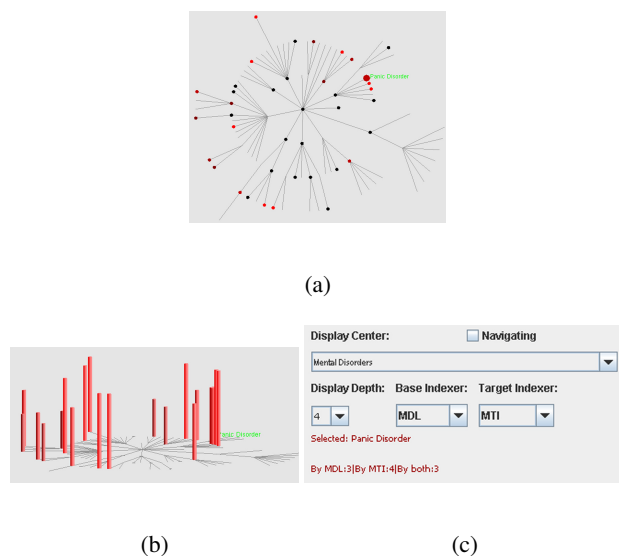 Panic Disorder
(a)
Panic Disorder
Display Center:
Navigating
Mental Disorders
Display Depth: Base Indexer: Target Indexer:
4 MDL MTI
Selected: Panic Disorder
By MDL:3|By MTI:4|By both:3
(b) (c)